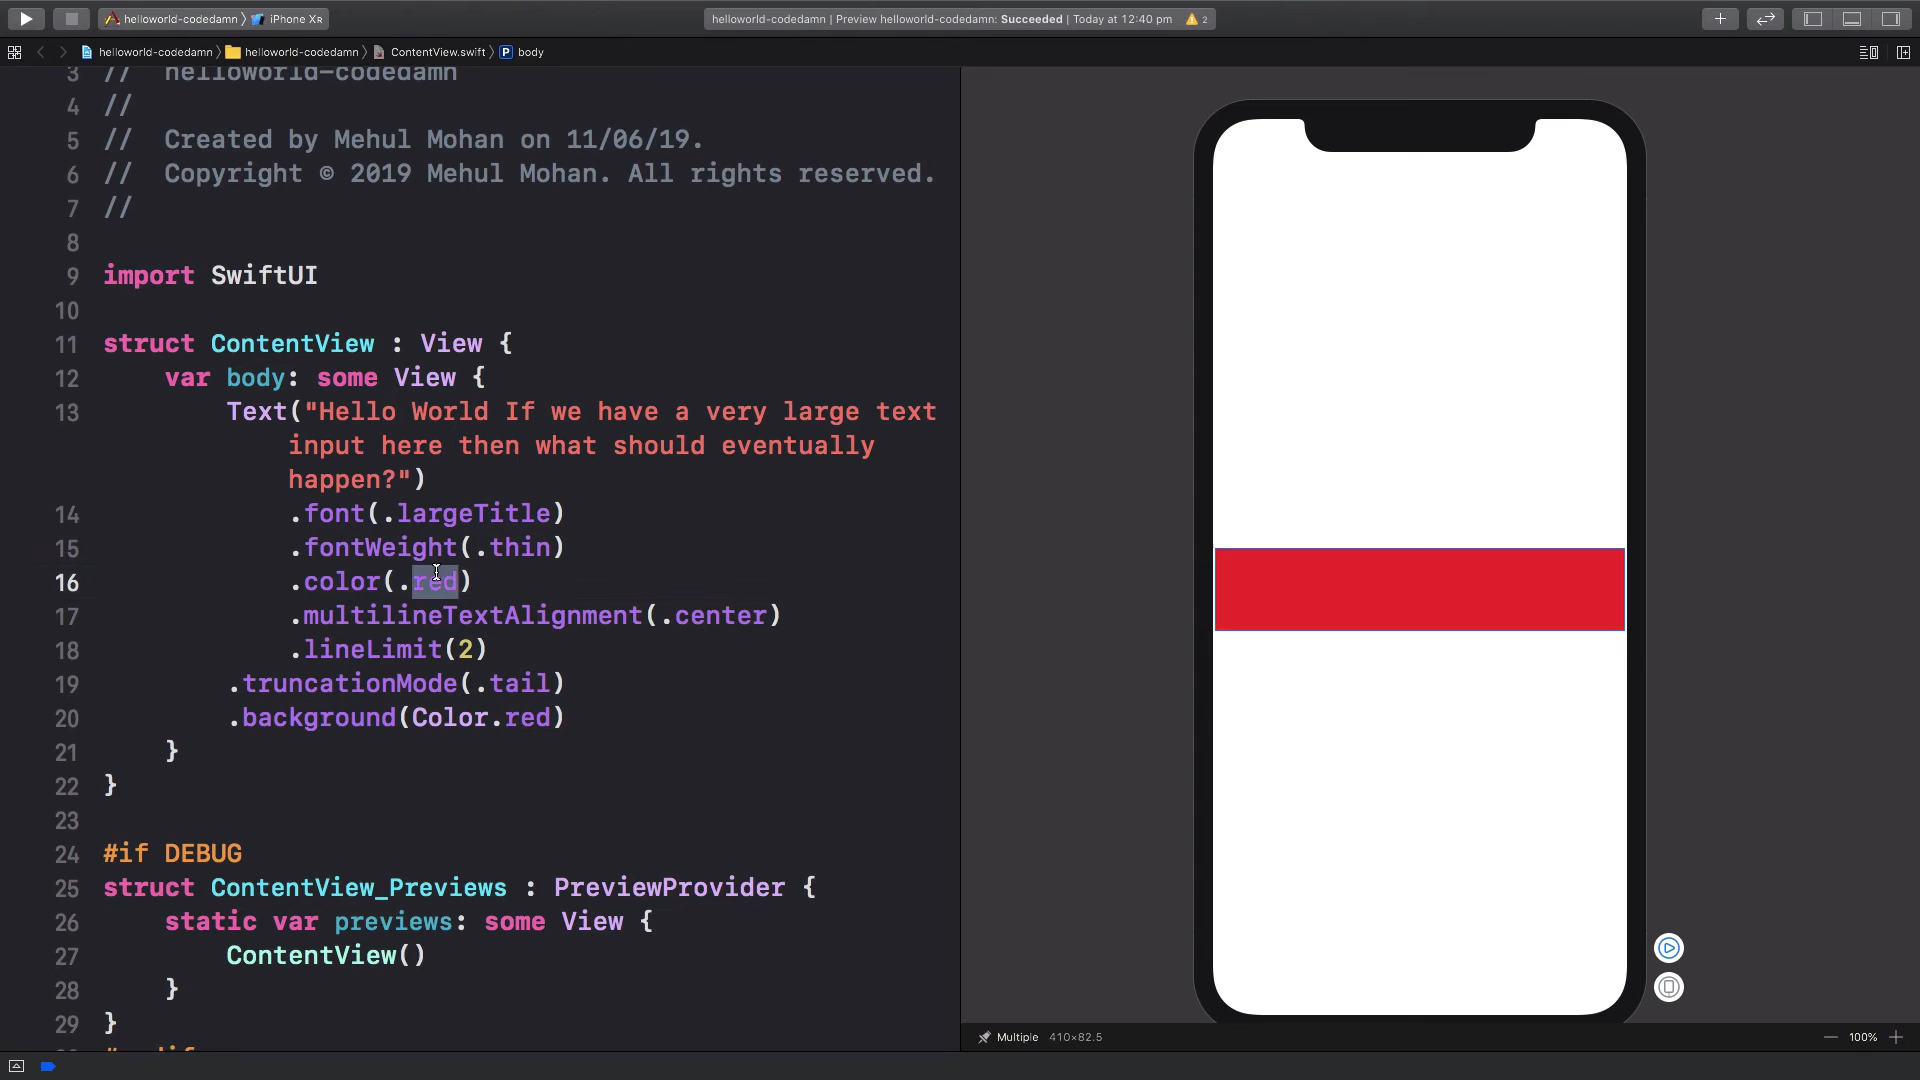 helloworld-codedamn 〉 iPhone Xʀ
helloworld-codedamn | Preview helloworld-codedamn: Succeeded | Today at 12:40 pm 2
helloworld-codedamn 〉 helloworld-codedamn 〉 ContentView.swift 〉 P body
3 // helloworld-codedamn
4 //
5 // Created by Mehul Mohan on 11/06/19.
6 // Copyright © 2019 Mehul Mohan. All rights reserved.
7 //
8
9 import SwiftUI
10
11 struct ContentView : View {
12 var body: some View {
13 Text("Hello World If we have a very large text
input here then what should eventually
happen?")
14 .font(.largeTitle)
15 .fontWeight(.thin)
16 .color(.red)
17 .multilineTextAlignment(.center)
18 .lineLimit(2)
19 .truncationMode(.tail)
20 .background(Color.red)
21 }
22 }
23
24 #if DEBUG
25 struct ContentView_Previews : PreviewProvider {
26 static var previews: some View {
27 ContentView()
28 }
29 }
Multiple 410×82.5
100%